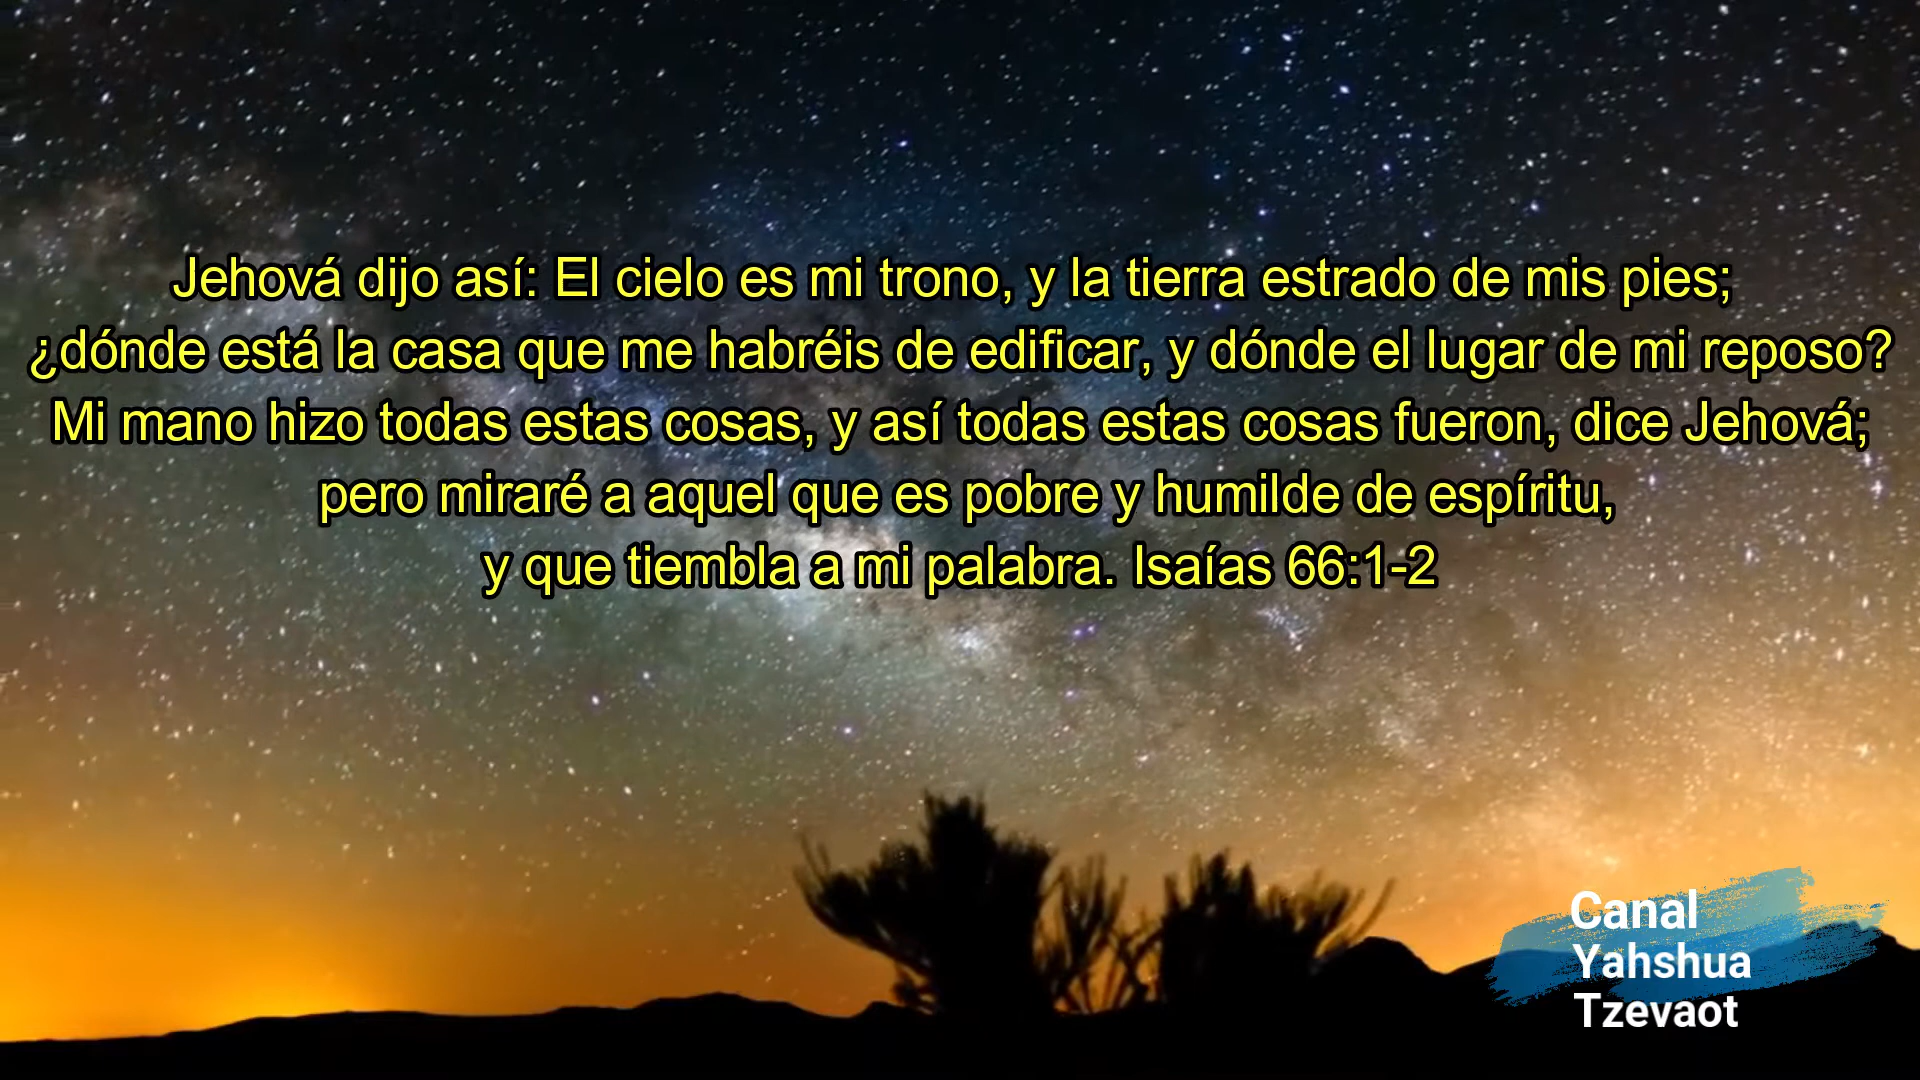 Jehová dijo así: El cielo es mi trono, y la tierra estrado de mis pies;
¿dónde está la casa que me habréis de edificar, y dónde el lugar de mi reposo?
Mi mano hizo todas estas cosas, y así todas estas cosas fueron, dice Jehová;
pero miraré a aquel que es pobre y humilde de espíritu,
y que tiembla a mi palabra. Isaías 66:1-2
Canal
Yahshua
Tzevaot